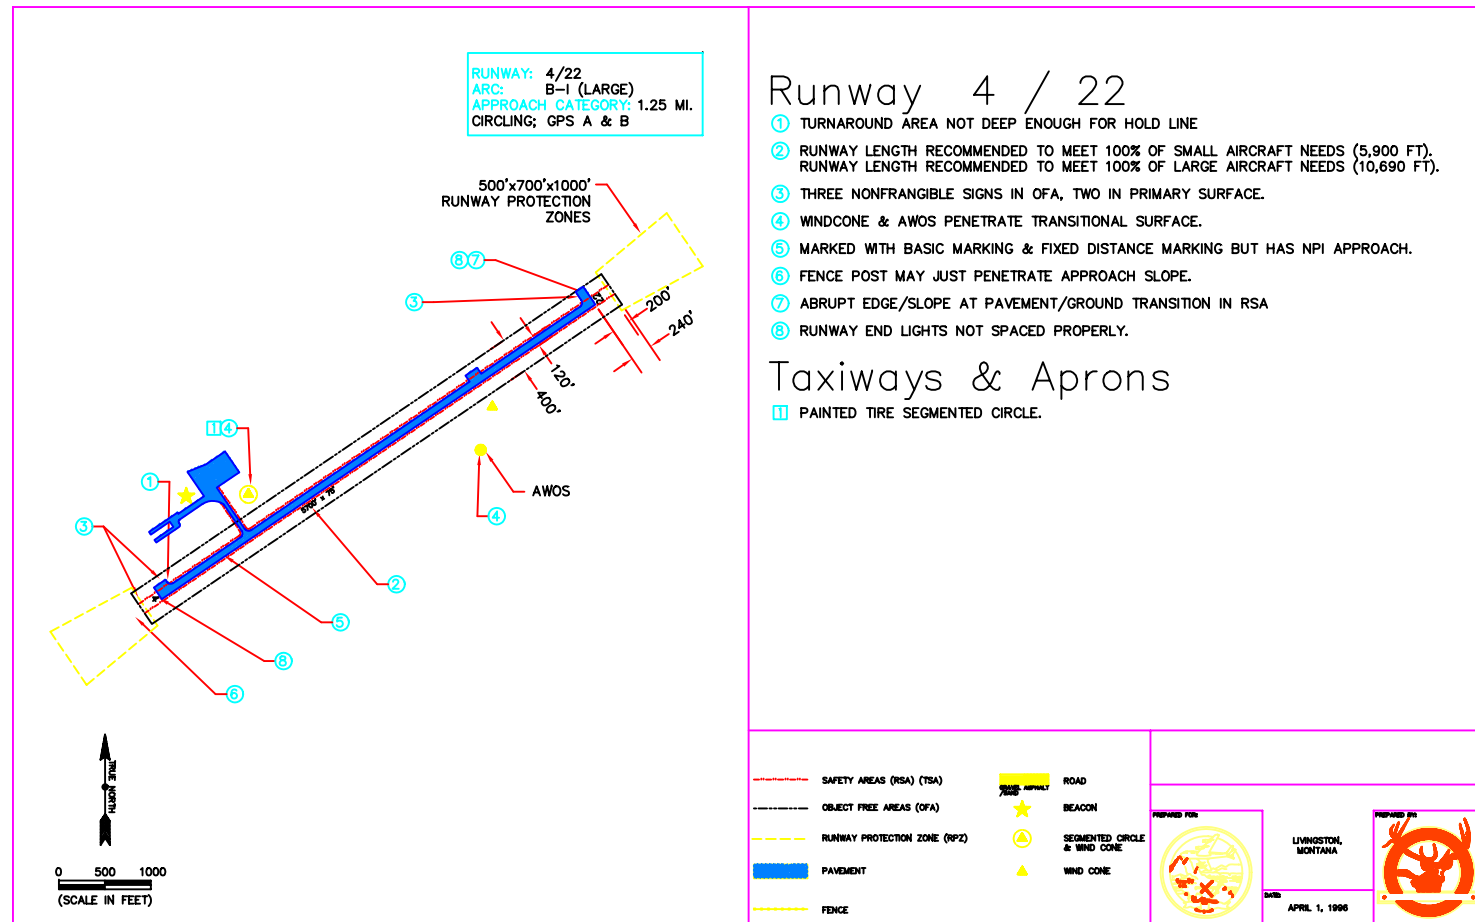 RUNWAY: 4/22
ARC: B-I (LARGE)
APPROACH CATEGORY: 1.25 MI.
CIRCLING; GPS A & B
500'x700'x1000'
RUNWAY PROTECTION
ZONES
8 7
3
200'
240'
120'
400'
1 4
1
AWOS
4
3
5700' x 75'
2
5
8
6
22
4
TRUE NORTH
0 500 1000
(SCALE IN FEET)
Runway 4 / 22
1 TURNAROUND AREA NOT DEEP ENOUGH FOR HOLD LINE
2 RUNWAY LENGTH RECOMMENDED TO MEET 100% OF SMALL AIRCRAFT NEEDS (5,900 FT).
RUNWAY LENGTH RECOMMENDED TO MEET 100% OF LARGE AIRCRAFT NEEDS (10,690 FT).
3 THREE NONFRANGIBLE SIGNS IN OFA, TWO IN PRIMARY SURFACE.
4 WINDCONE & AWOS PENETRATE TRANSITIONAL SURFACE.
5 MARKED WITH BASIC MARKING & FIXED DISTANCE MARKING BUT HAS NPI APPROACH.
6 FENCE POST MAY JUST PENETRATE APPROACH SLOPE.
7 ABRUPT EDGE/SLOPE AT PAVEMENT/GROUND TRANSITION IN RSA
8 RUNWAY END LIGHTS NOT SPACED PROPERLY.
Taxiways & Aprons
1 PAINTED TIRE SEGMENTED CIRCLE.
SAFETY AREAS (RSA) (TSA)
OBJECT FREE AREAS (OFA)
RUNWAY PROTECTION ZONE (RPZ)
PAVEMENT
FENCE
GRAVEL ASPHALT
/SAND
ROAD
BEACON
SEGMENTED CIRCLE
& WIND CONE
WIND CONE
PREPARED FOR:
LIVINGSTON,
MONTANA
DATE:
APRIL 1, 1996
PREPARED BY: